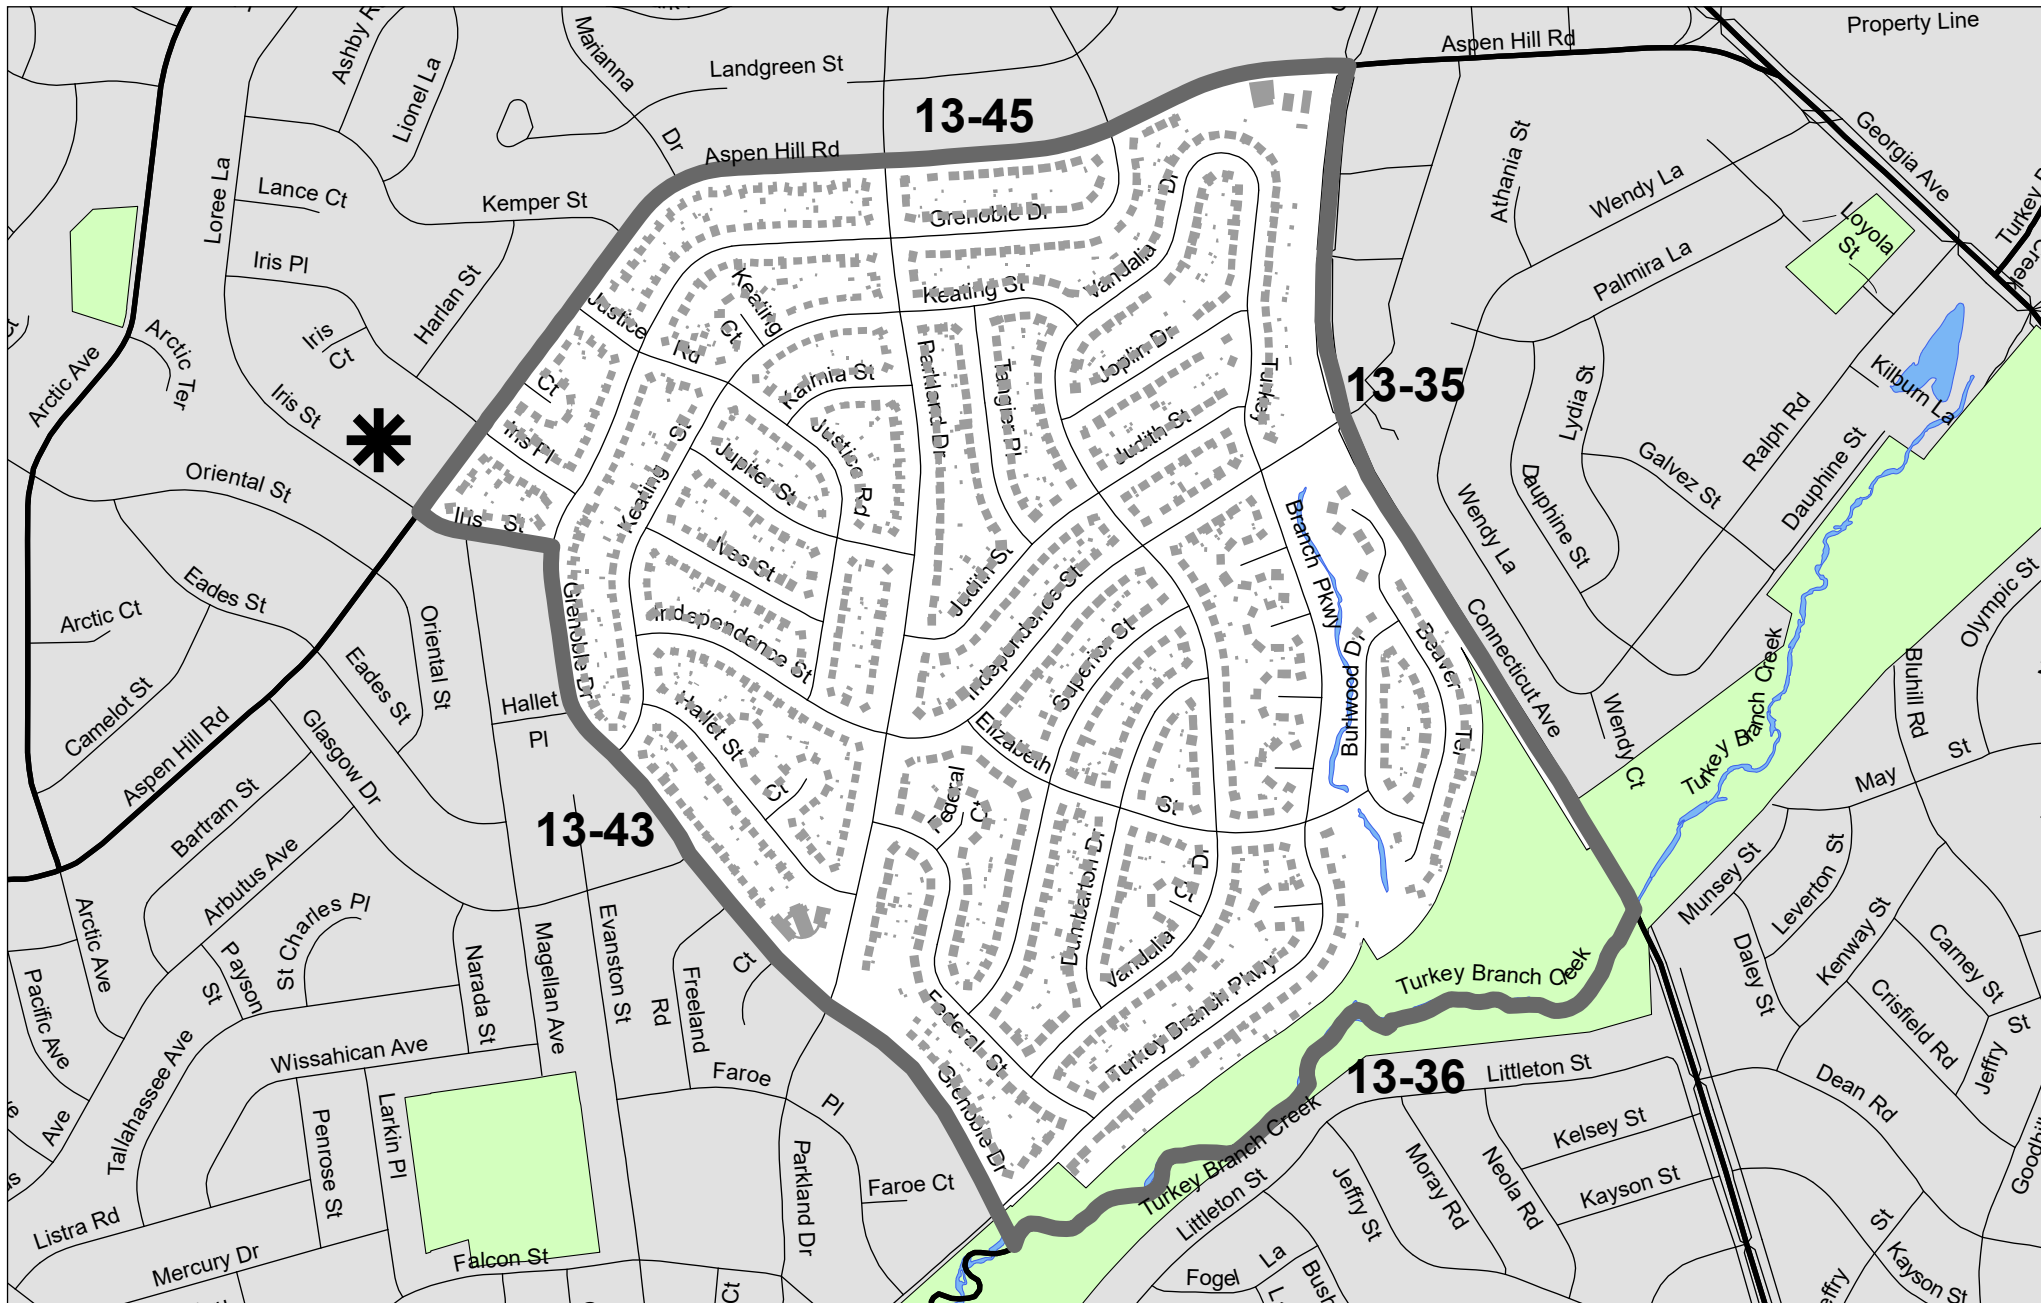 Property Line
Aspen Hill Rd
Marianna
Dr
Landgreen St
Lionel La
13-45
Aspen Hill Rd
Georgia Ave
Athania St
Wendy La
Loree La
Lance Ct
Kemper St
Grenoble Dr
Dr
Loyola
St
Iris Pl
Harlan St
Keating
Ct
Keating St
Vandalia
Palmira La
Iris
Ct
Justice
Rd
Arctic Ter
Arctic Ave
Kalmia St
Parkland Dr
Tangier Pl
Joplin Dr
Turkey
13-35
Kilburn La
Lydia St
Ralph Rd
Iris St
Ct
Iris Pl
Keating
St
Jupiter St
Justice
Rd
Judith St
Galvez St
Dauphine St
Dauphine St
Oriental St
Iris St
Branch Pkwy
Wendy La
Ives St
Judith St
Eades St
Arctic Ct
Oriental St
Grenoble Dr
Independence St
Independence St
Superior St
Burlwood Dr
Beaver
Ter
Connecticut Ave
Olympic St
Turkey Branch Creek
Bluhill Rd
Eades St
Camelot St
Hallet
Pl
Hallet St
Ct
Elizabeth
St
Wendy Ct
May
St
Glasgow Dr
Aspen Hill Rd
Bartram St
13-43
Federal
Ct
Dumbarton Dr
Dr
Ct
Vandalia
Arbutus Ave
St Charles Pl
Munsey St
Leverton St
Kenway St
Carney St
Daley St
Arctic Ave
Payson
St
Narada St
Magellan Ave
Evanston St
Freeland
Rd
Ct
Turkey Branch Creek
Crisfield Rd
Jeffry
St
Pacific Ave
Ave
Tallahassee Ave
Wissahican Ave
Federal St
Grenoble Dr
Turkey Branch Pkwy
13-36
Littleton St
Dean Rd
Faroe
Pl
Penrose St
Larkin Pl
Parkland Dr
Faroe Ct
Turkey Branch Creek
Littleton St
Jeffry St
Moray Rd
Neola Rd
Kelsey St
Kayson St
Listra Rd
Mercury Dr
Falcon St
Ct
Fogel
La
St
Kayson St